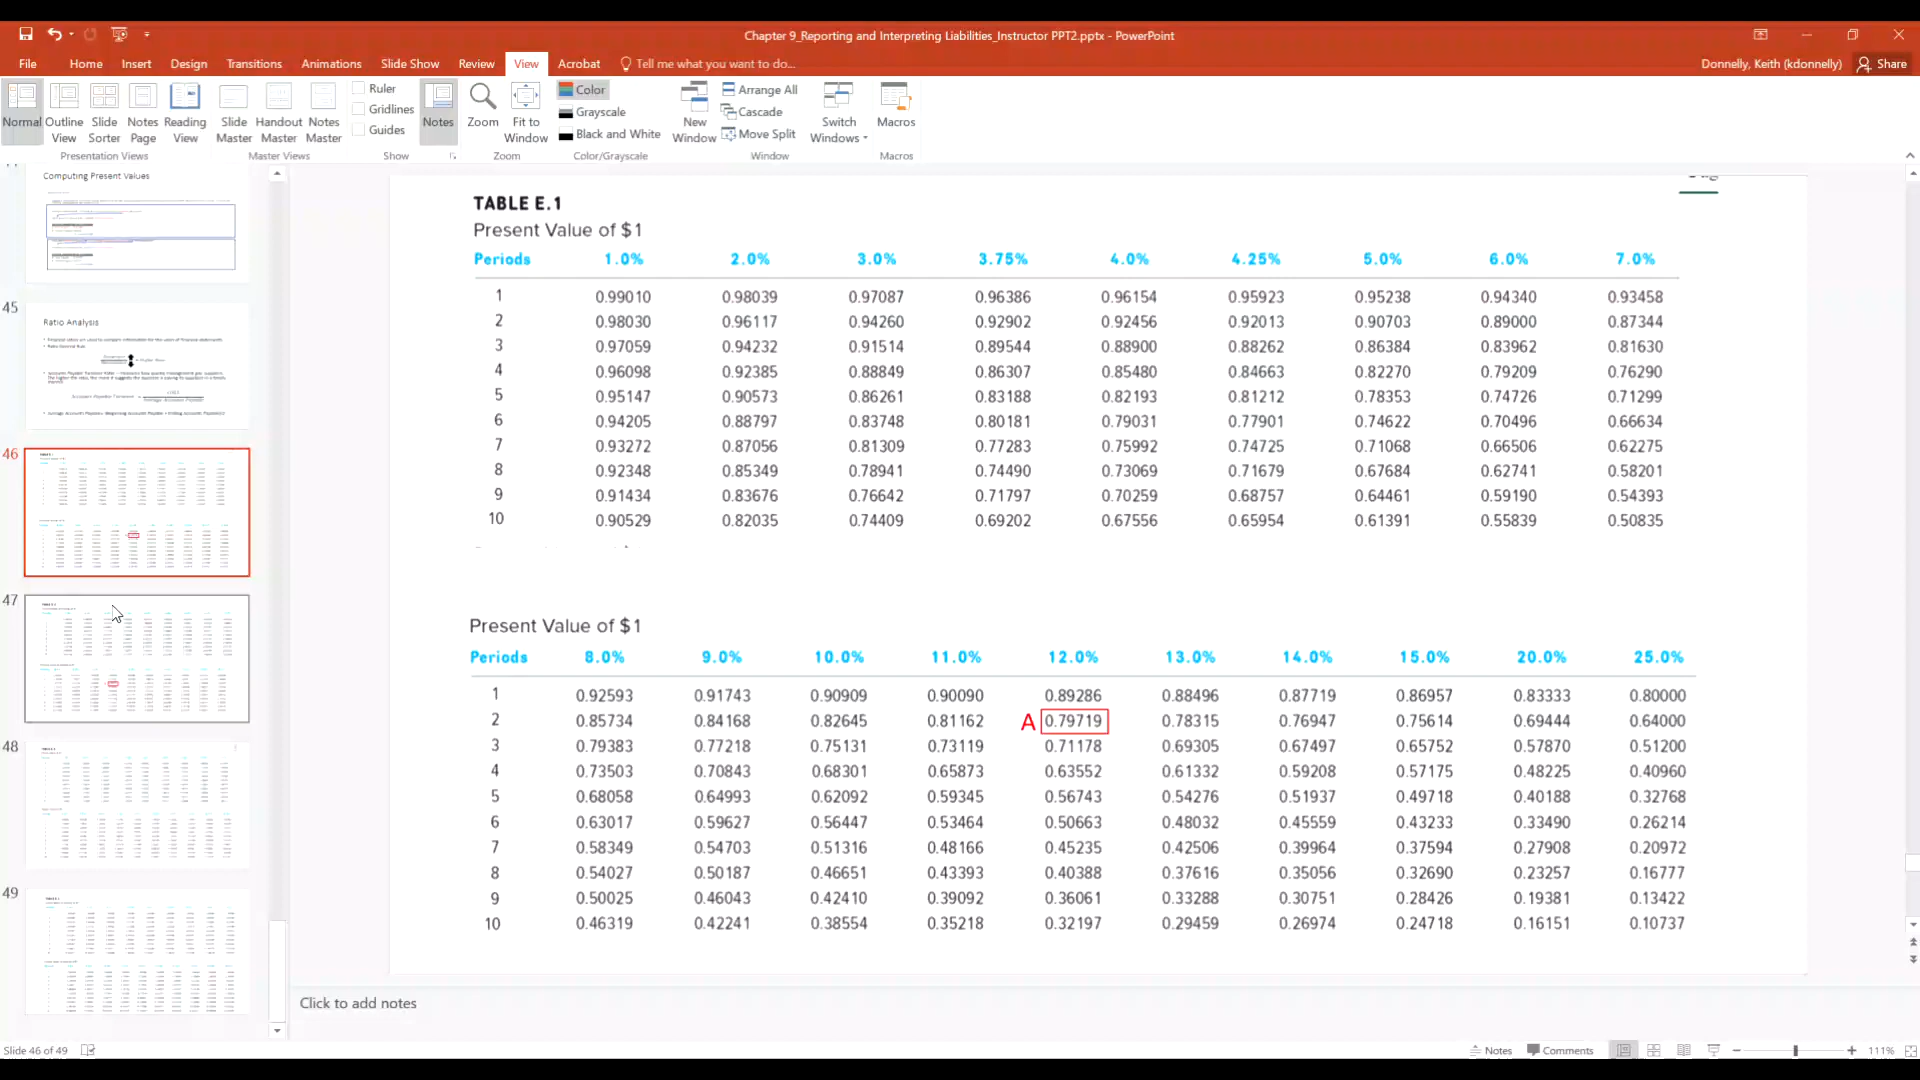 Chapter 9_Reporting and Interpreting Liabilities_Instructor PPT2.pptx - PowerPoint
File Home Insert Design Transitions Animations Slide Show Review View Acrobat Tell me what you want to do... Donnelly, Keith (kdonnelly) Share
Normal Outline View Slide Sorter Notes Page Reading View
Presentation Views
Slide Master Handout Master Notes Master
Master Views
Ruler
Gridlines
Guides
Show
Notes
Zoom Fit to Window
Zoom
Color
Grayscale
Black and White
Color/Grayscale
New Window
Arrange All
Cascade
Move Split
Switch Windows
Window
Macros
Macros
Computing Present Values
45
Ratio Analysis
46
47
48
49
TABLE E.1
Present Value of $1
Periods 1.0% 2.0% 3.0% 3.75% 4.0% 4.25% 5.0% 6.0% 7.0%
1 0.99010 0.98039 0.97087 0.96386 0.96154 0.95923 0.95238 0.94340 0.93458
2 0.98030 0.96117 0.94260 0.92902 0.92456 0.92013 0.90703 0.89000 0.87344
3 0.97059 0.94232 0.91514 0.89544 0.88900 0.88262 0.86384 0.83962 0.81630
4 0.96098 0.92385 0.88849 0.86307 0.85480 0.84663 0.82270 0.79209 0.76290
5 0.95147 0.90573 0.86261 0.83188 0.82193 0.81212 0.78353 0.74726 0.71299
6 0.94205 0.88797 0.83748 0.80181 0.79031 0.77901 0.74622 0.70496 0.66634
7 0.93272 0.87056 0.81309 0.77283 0.75992 0.74725 0.71068 0.66506 0.62275
8 0.92348 0.85349 0.78941 0.74490 0.73069 0.71679 0.67684 0.62741 0.58201
9 0.91434 0.83676 0.76642 0.71797 0.70259 0.68757 0.64461 0.59190 0.54393
10 0.90529 0.82035 0.74409 0.69202 0.67556 0.65954 0.61391 0.55839 0.50835
Present Value of $1
Periods 8.0% 9.0% 10.0% 11.0% 12.0% 13.0% 14.0% 15.0% 20.0% 25.0%
1 0.92593 0.91743 0.90909 0.90090 0.89286 0.88496 0.87719 0.86957 0.83333 0.80000
2 0.85734 0.84168 0.82645 0.81162 A 0.79719 0.78315 0.76947 0.75614 0.69444 0.64000
3 0.79383 0.77218 0.75131 0.73119 0.71178 0.69305 0.67497 0.65752 0.57870 0.51200
4 0.73503 0.70843 0.68301 0.65873 0.63552 0.61332 0.59208 0.57175 0.48225 0.40960
5 0.68058 0.64993 0.62092 0.59345 0.56743 0.54276 0.51937 0.49718 0.40188 0.32768
6 0.63017 0.59627 0.56447 0.53464 0.50663 0.48032 0.45559 0.43233 0.33490 0.26214
7 0.58349 0.54703 0.51316 0.48166 0.45235 0.42506 0.39964 0.37594 0.27908 0.20972
8 0.54027 0.50187 0.46651 0.43393 0.40388 0.37616 0.35056 0.32690 0.23257 0.16777
9 0.50025 0.46043 0.42410 0.39092 0.36061 0.33288 0.30751 0.28426 0.19381 0.13422
10 0.46319 0.42241 0.38554 0.35218 0.32197 0.29459 0.26974 0.24718 0.16151 0.10737
Click to add notes
Slide 46 of 49 Notes Comments 111%